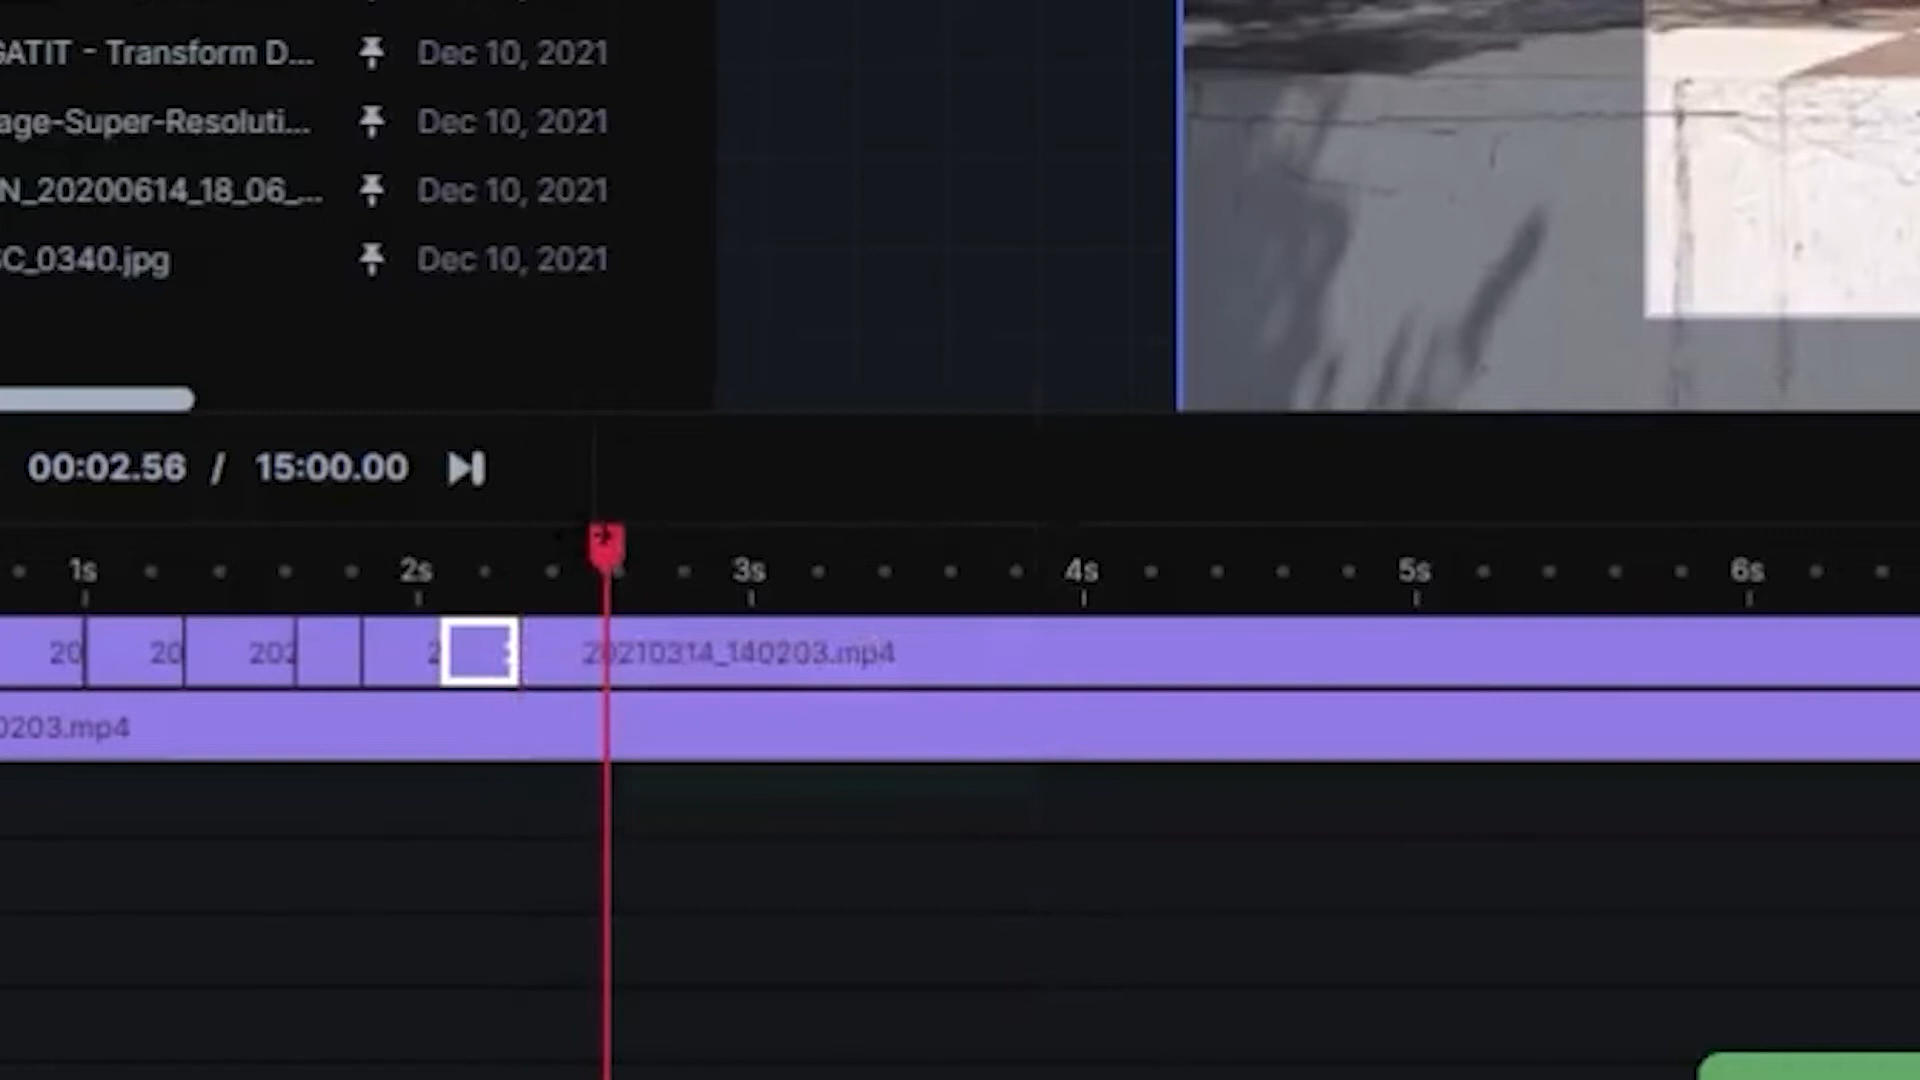 GATIT - Transform D... Dec 10, 2021
age-Super-Resoluti... Dec 10, 2021
N_20200614_18_06_... Dec 10, 2021
C_0340.jpg Dec 10, 2021
00:02.56 / 15:00.00
1s 2s 3s 4s 5s 6s
20 20 202 2 20210314_140203.mp4
0203.mp4